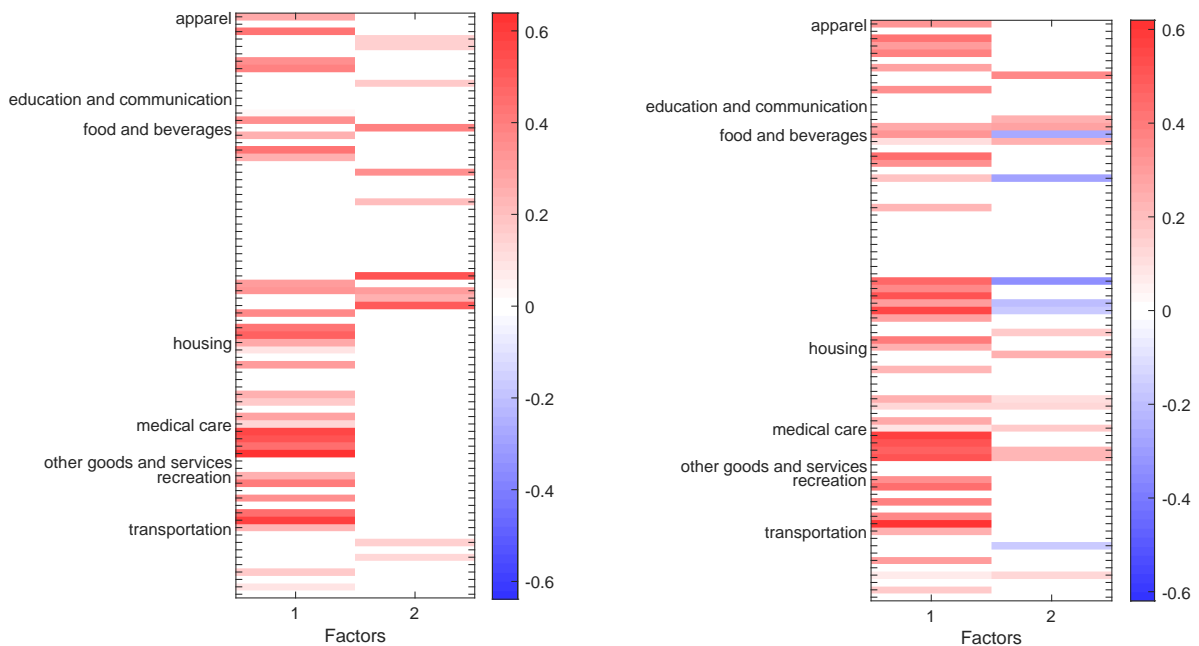 apparel
education and communication
food and beverages
housing
medical care
other goods and services
recreation
transportation
1 2
Factors
0.6
0.4
0.2
0
-0.2
-0.4
-0.6
apparel
education and communication
food and beverages
housing
medical care
other goods and services
recreation
transportation
1 2
Factors
0.6
0.4
0.2
0
-0.2
-0.4
-0.6